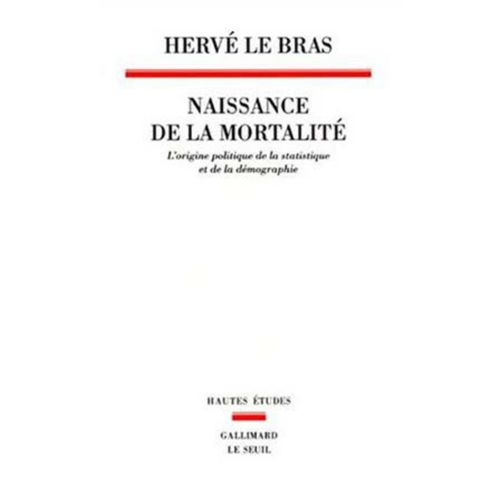 HERVÉ LE BRAS
NAISSANCE
DE LA MORTALITÉ
L'origine politique de la statistique
et de la démographie
HAUTES ÉTUDES
GALLIMARD
LE SEUIL